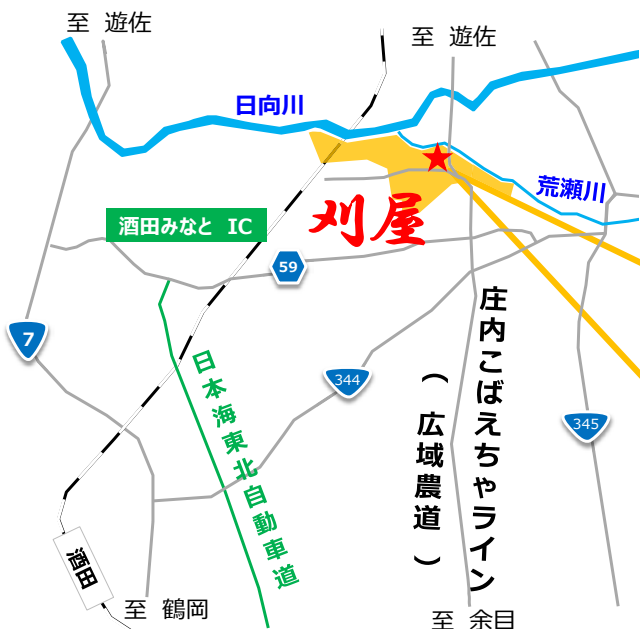 至 遊佐
至 遊佐
日向川
荒瀬川
酒田みなと IC
刈屋
59
7
344
345
庄内こばえちゃライン
(広域農道)
日本海東北自動車道
酒田
至 鶴岡
至 余目